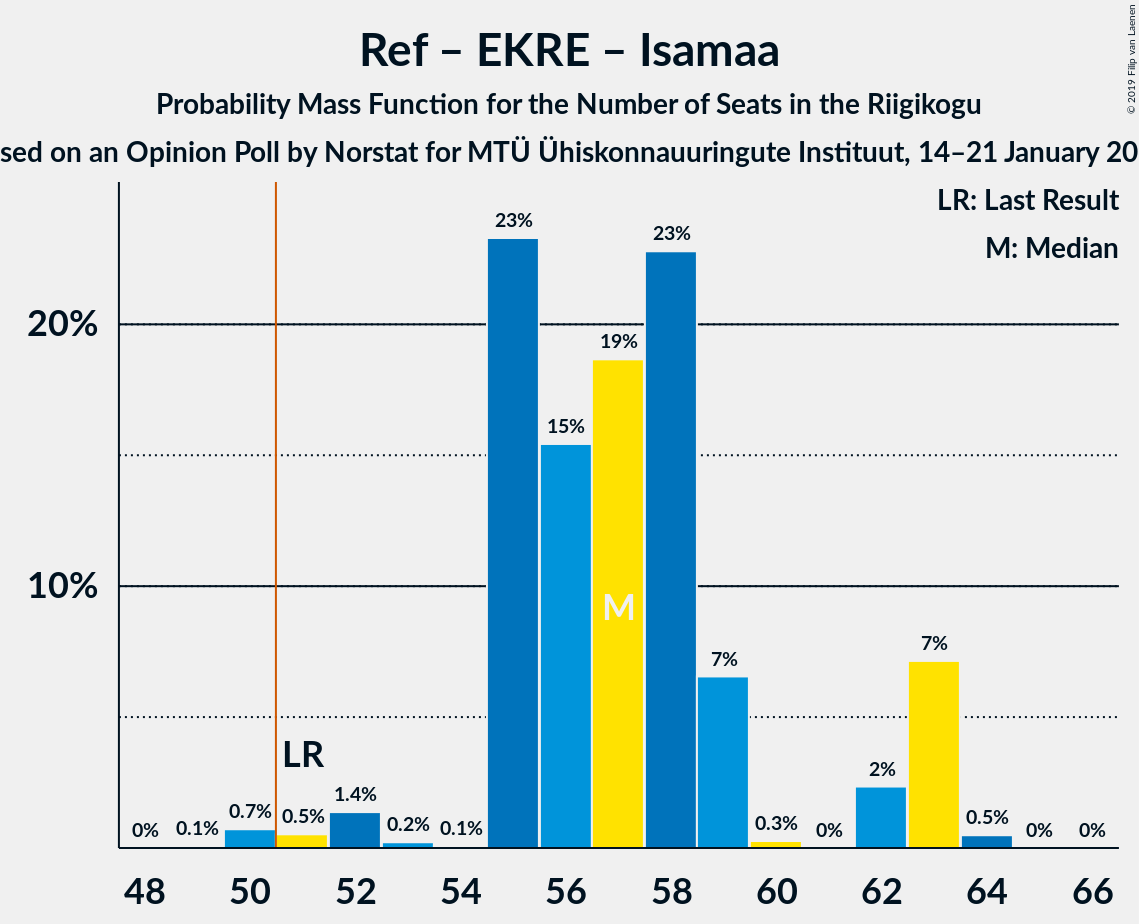 Ref – EKRE – Isamaa
Probability Mass Function for the Number of Seats in the Riigikogu
sed on an Opinion Poll by Norstat for MTÜ Ühiskonnauuringute Instituut, 14–21 January 20
© 2019 Filip van Laenen
LR: Last Result
M: Median
20%
10%
0% 0.1% 0.7% 0.5% 1.4% 0.2% 0.1% 23% 15% 19% 23% 7% 0.3% 0% 2% 7% 0.5% 0% 0%
LR
M
48 50 52 54 56 58 60 62 64 66